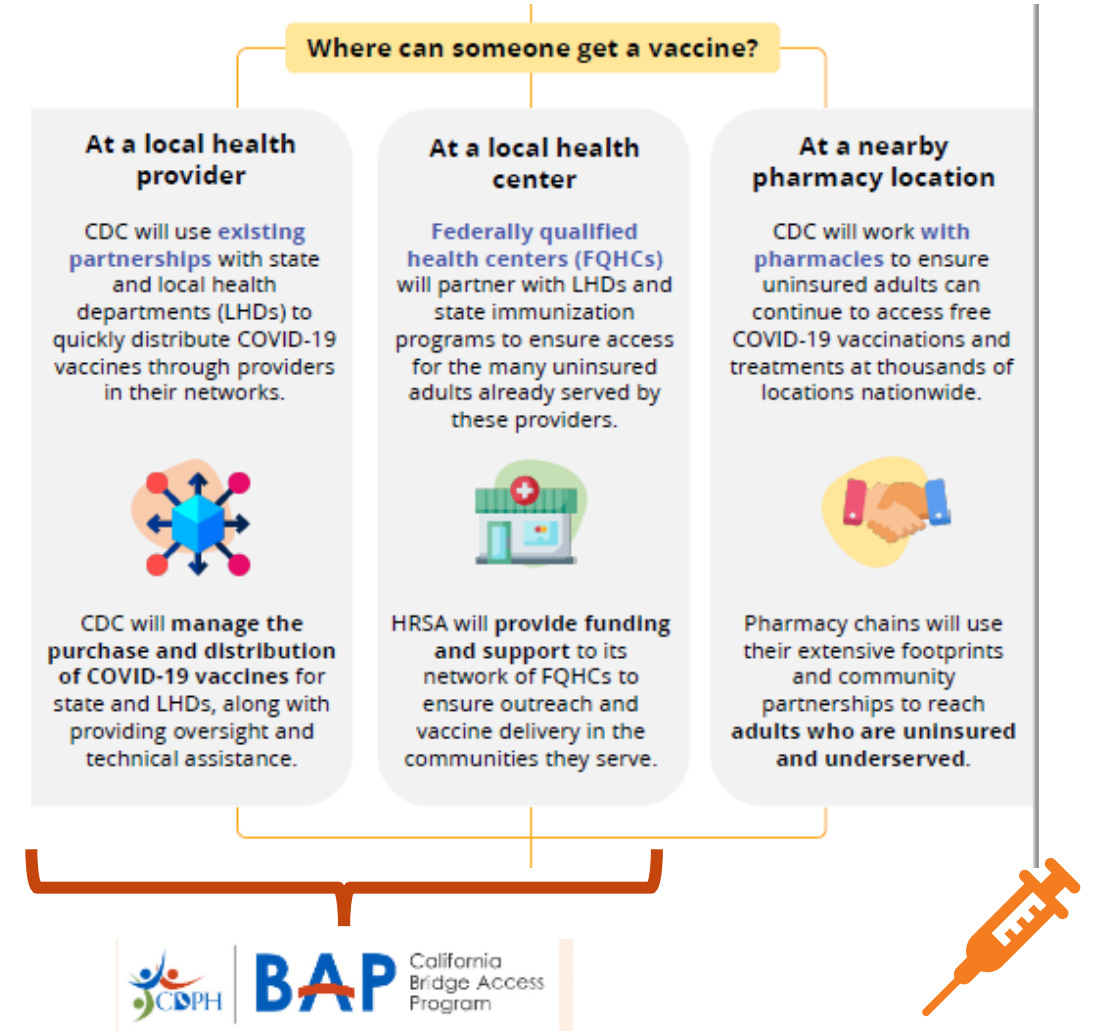 Where can someone get a vaccine?
At a local health
provider
CDC will use existing
partnerships with state
and local health
departments (LHDs) to
quickly distribute COVID-19
vaccines through providers
in their networks.
CDC will manage the
purchase and distribution
of COVID-19 vaccines for
state and LHDs, along with
providing oversight and
technical assistance.
At a local health
center
Federally qualified
health centers (FQHCs)
will partner with LHDs and
state immunization
programs to ensure access
for the many uninsured
adults already served by
these providers.
HRSA will provide funding
and support to its
network of FQHCs to
ensure outreach and
vaccine delivery in the
communities they serve.
At a nearby
pharmacy location
CDC will work with
pharmacies to ensure
uninsured adults can
continue to access free
COVID-19 vaccinations and
treatments at thousands of
locations nationwide.
Pharmacy chains will use
their extensive footprints
and community
partnerships to reach
adults who are uninsured
and underserved.
CDPH
BAP
California
Bridge Access
Program